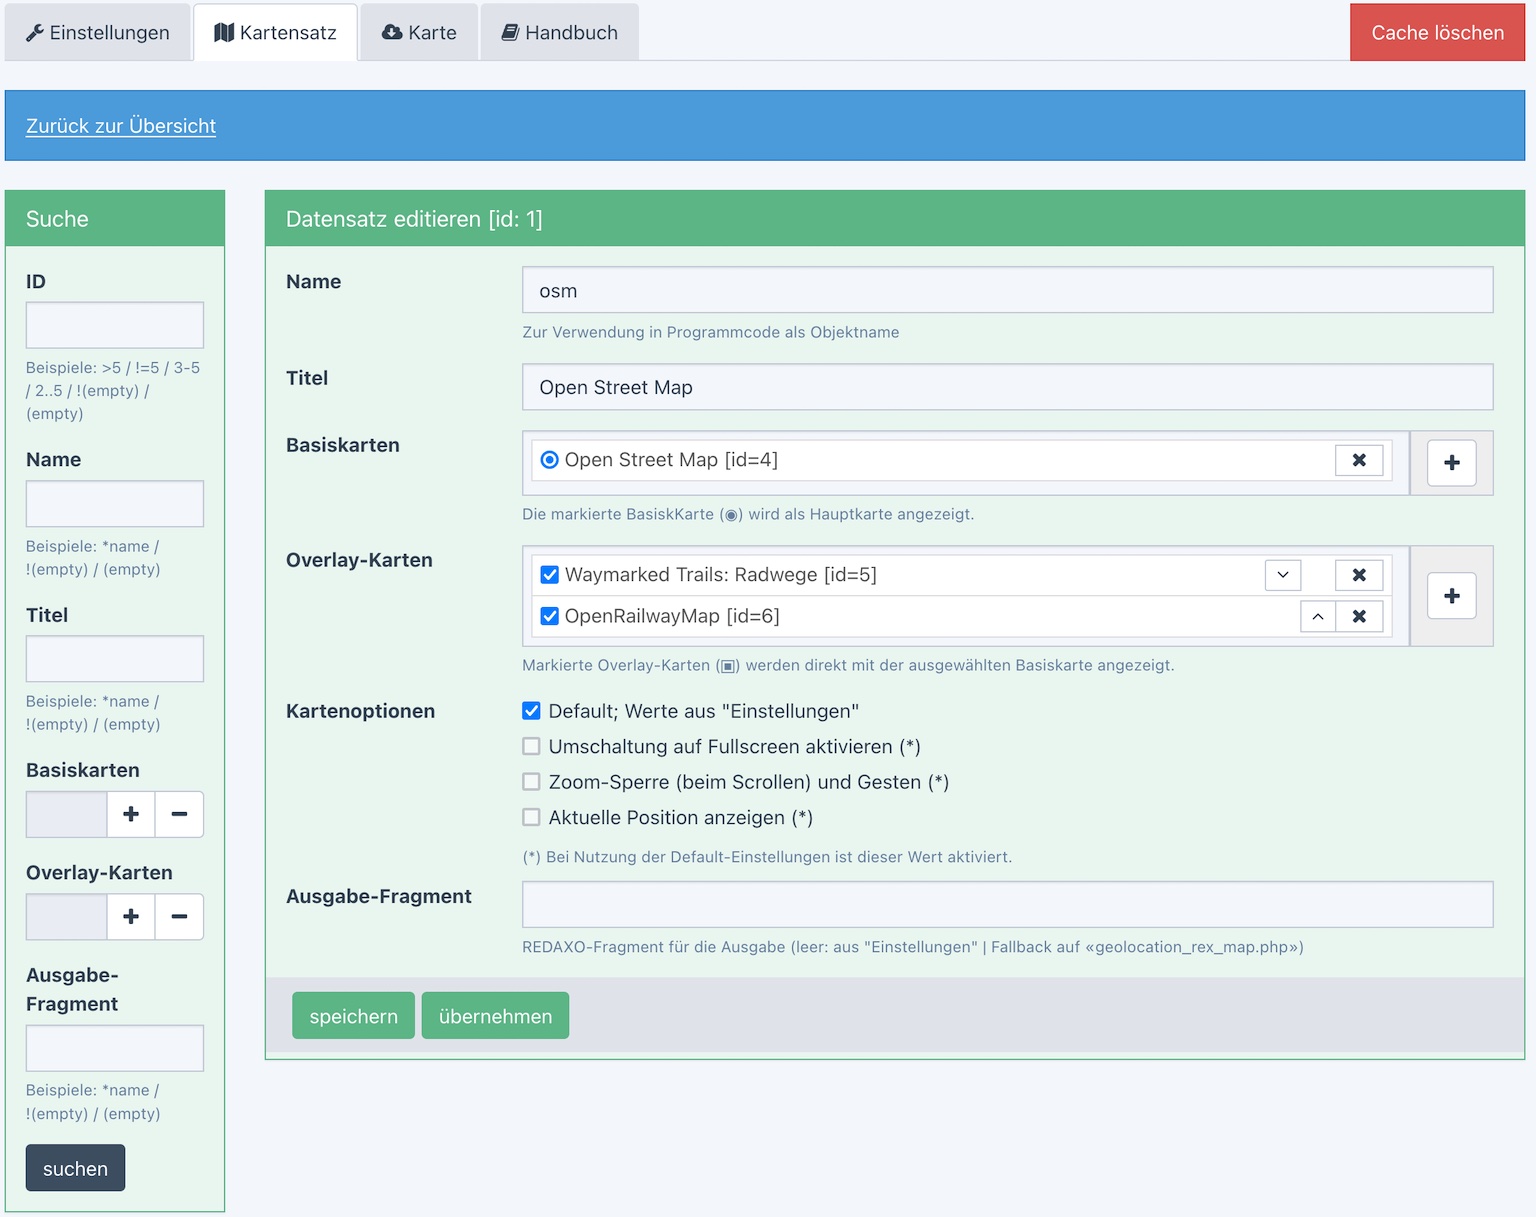 Einstellungen
Kartensatz
Karte
Handbuch
Cache löschen
Zurück zur Übersicht
Suche
ID
Beispiele: >5 / !=5 / 3-5
/ 2..5 / !(empty) /
(empty)
Name
Beispiele: *name /
!(empty) / (empty)
Titel
Beispiele: *name /
!(empty) / (empty)
Basiskarten
Overlay-Karten
Ausgabe-
Fragment
Beispiele: *name /
!(empty) / (empty)
suchen
Datensatz editieren [id: 1]
Name
osm
Zur Verwendung in Programmcode als Objektname
Titel
Open Street Map
Basiskarten
Open Street Map [id=4]
Die markierte BasiskKarte (◉) wird als Hauptkarte angezeigt.
Overlay-Karten
Waymarked Trails: Radwege [id=5]
OpenRailwayMap [id=6]
Markierte Overlay-Karten (▣) werden direkt mit der ausgewählten Basiskarte angezeigt.
Kartenoptionen
Default; Werte aus "Einstellungen"
Umschaltung auf Fullscreen aktivieren (*)
Zoom-Sperre (beim Scrollen) und Gesten (*)
Aktuelle Position anzeigen (*)
(*) Bei Nutzung der Default-Einstellungen ist dieser Wert aktiviert.
Ausgabe-Fragment
REDAXO-Fragment für die Ausgabe (leer: aus "Einstellungen" | Fallback auf «geolocation_rex_map.php»)
speichern
übernehmen